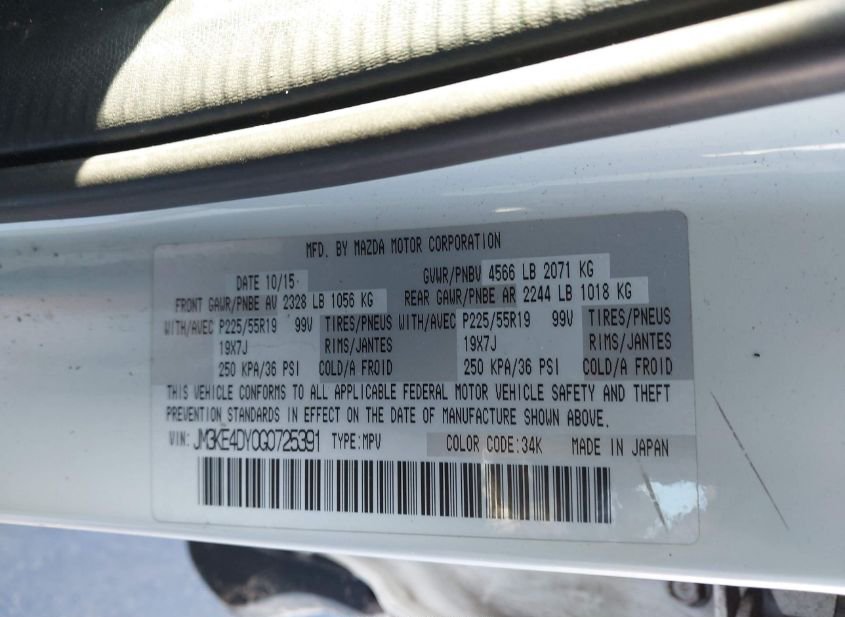 MFD. BY MAZDA MOTOR CORPORATION
DATE 10/15 GVWR/PNBV 4566 LB 2071 KG
FRONT GAWR/PNBE AV 2328 LB 1056 KG REAR GAWR/PNBE AR 2244 LB 1018 KG
WITH/AVEC P225/55R19 99V TIRES/PNEUS WITH/AVEC P225/55R19 99V TIRES/PNEUS
19X7J RIMS/JANTES 19X7J RIMS/JANTES
250 KPA/36 PSI COLD/A FROID 250 KPA/36 PSI COLD/A FROID
THIS VEHICLE CONFORMS TO ALL APPLICABLE FEDERAL MOTOR VEHICLE SAFETY AND THEFT
PREVENTION STANDARDS IN EFFECT ON THE DATE OF MANUFACTURE SHOWN ABOVE.
VIN: JM3KE4DY0G0725391 TYPE:MPV COLOR CODE:34K MADE IN JAPAN